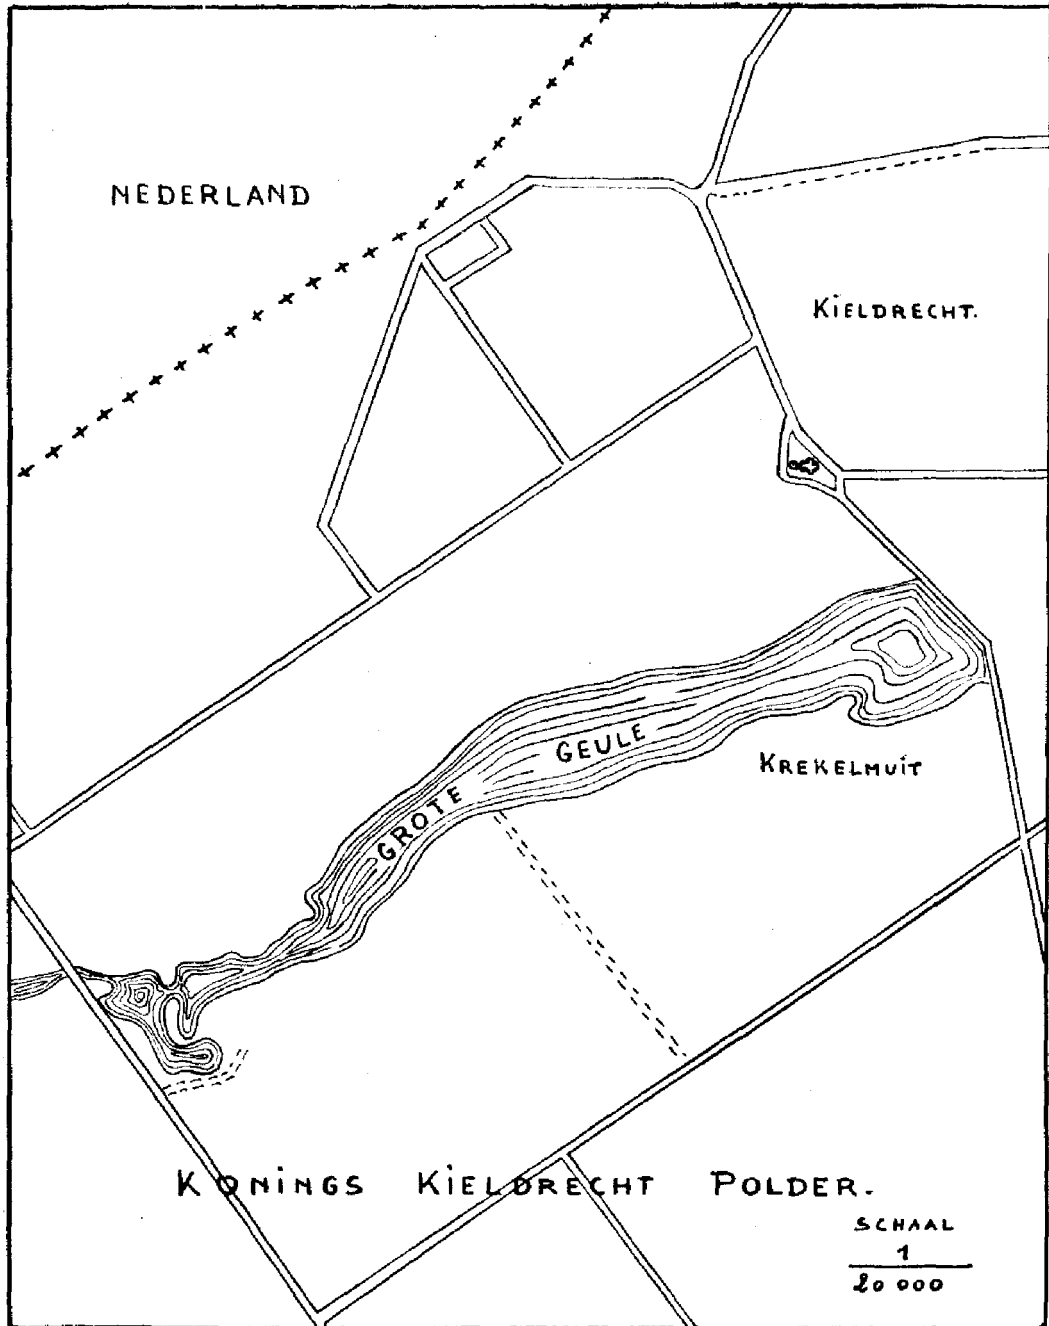 NEDERLAND
KIELDRECHT.
GROTE GEULE
KREKELMUIT
KONINGS KIELDRECHT POLDER.
SCHAAL
1
20 000